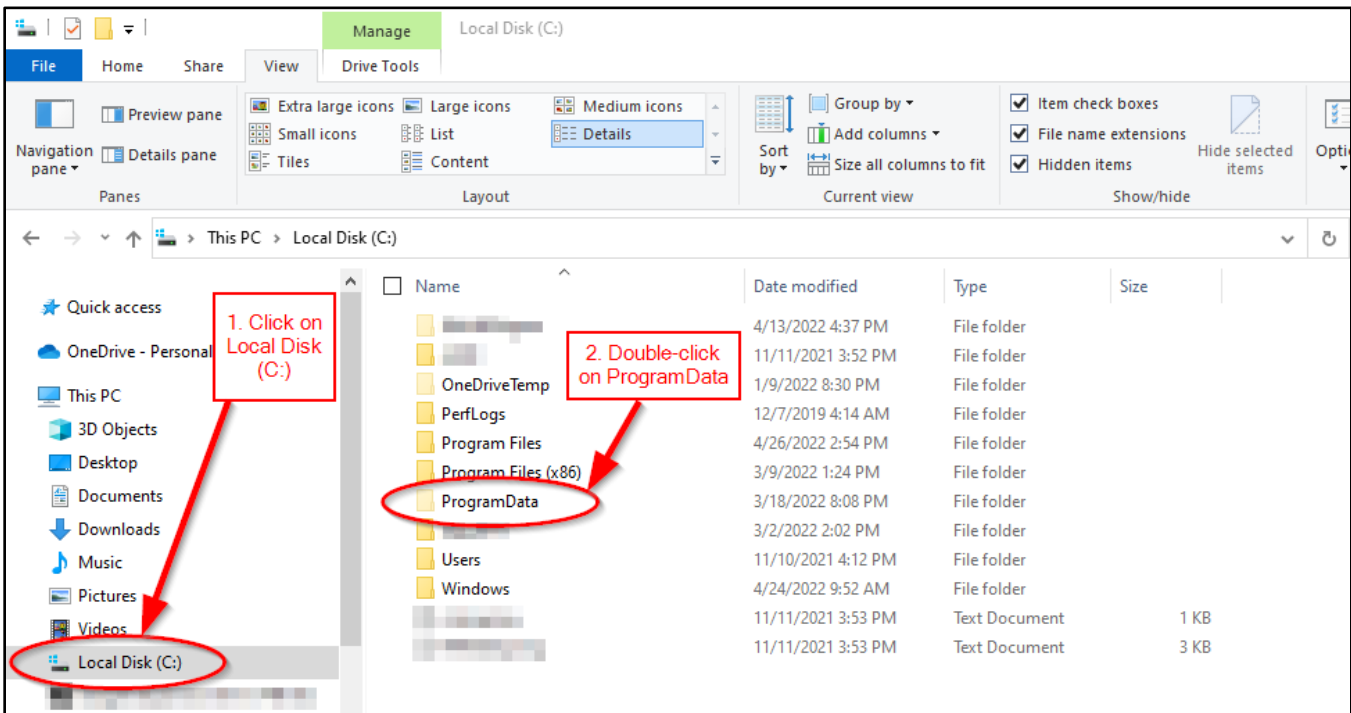 Manage Local Disk (C:)
File Home Share View Drive Tools
Navigation pane
Preview pane
Details pane
Panes
Extra large icons Large icons Medium icons
Small icons List Details
Tiles Content
Layout
Sort by
Group by
Add columns
Size all columns to fit
Current view
Item check boxes
File name extensions
Hidden items
Hide selected items
Show/hide
This PC > Local Disk (C:)
Quick access
OneDrive - Personal
This PC
3D Objects
Desktop
Documents
Downloads
Music
Pictures
Videos
Local Disk (C:)
1. Click on
Local Disk
(C:)
2. Double-click
on ProgramData
Name Date modified Type Size
4/13/2022 4:37 PM File folder
11/11/2021 3:52 PM File folder
OneDriveTemp 1/9/2022 8:30 PM File folder
PerfLogs 12/7/2019 4:14 AM File folder
Program Files 4/26/2022 2:54 PM File folder
Program Files (x86) 3/9/2022 1:24 PM File folder
ProgramData 3/18/2022 8:08 PM File folder
3/2/2022 2:02 PM File folder
Users 11/10/2021 4:12 PM File folder
Windows 4/24/2022 9:52 AM File folder
11/11/2021 3:53 PM Text Document 1 KB
11/11/2021 3:53 PM Text Document 3 KB